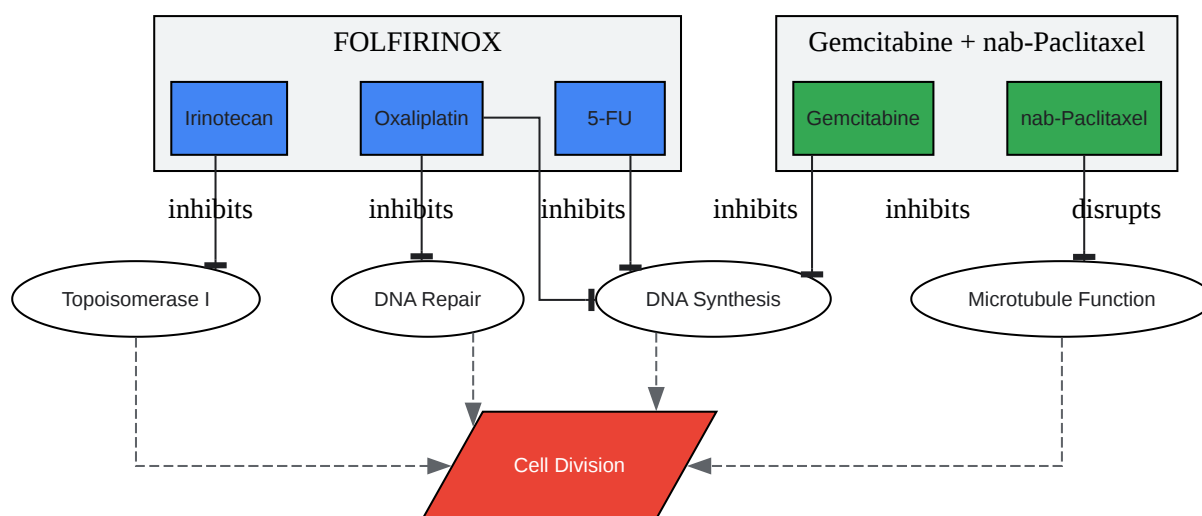 FOLFIRINOX
Gemcitabine + nab-Paclitaxel
Irinotecan
Oxaliplatin
5-FU
Gemcitabine
nab-Paclitaxel
inhibits
inhibits
inhibits
inhibits
inhibits
disrupts
Topoisomerase I
DNA Repair
DNA Synthesis
Microtubule Function
Cell Division